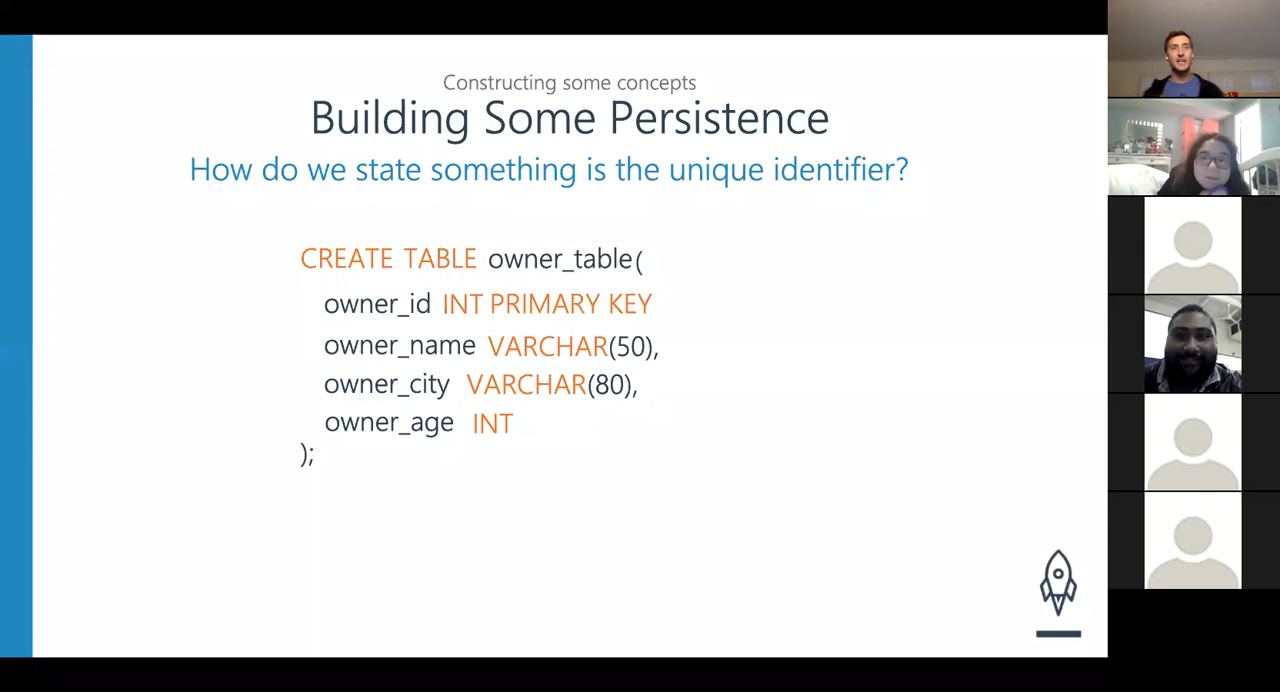 Constructing some concepts
Building Some Persistence
How do we state something is the unique identifier?
CREATE TABLE owner_table(
owner_id INT PRIMARY KEY
owner_name VARCHAR(50),
owner_city VARCHAR(80),
owner_age INT
);